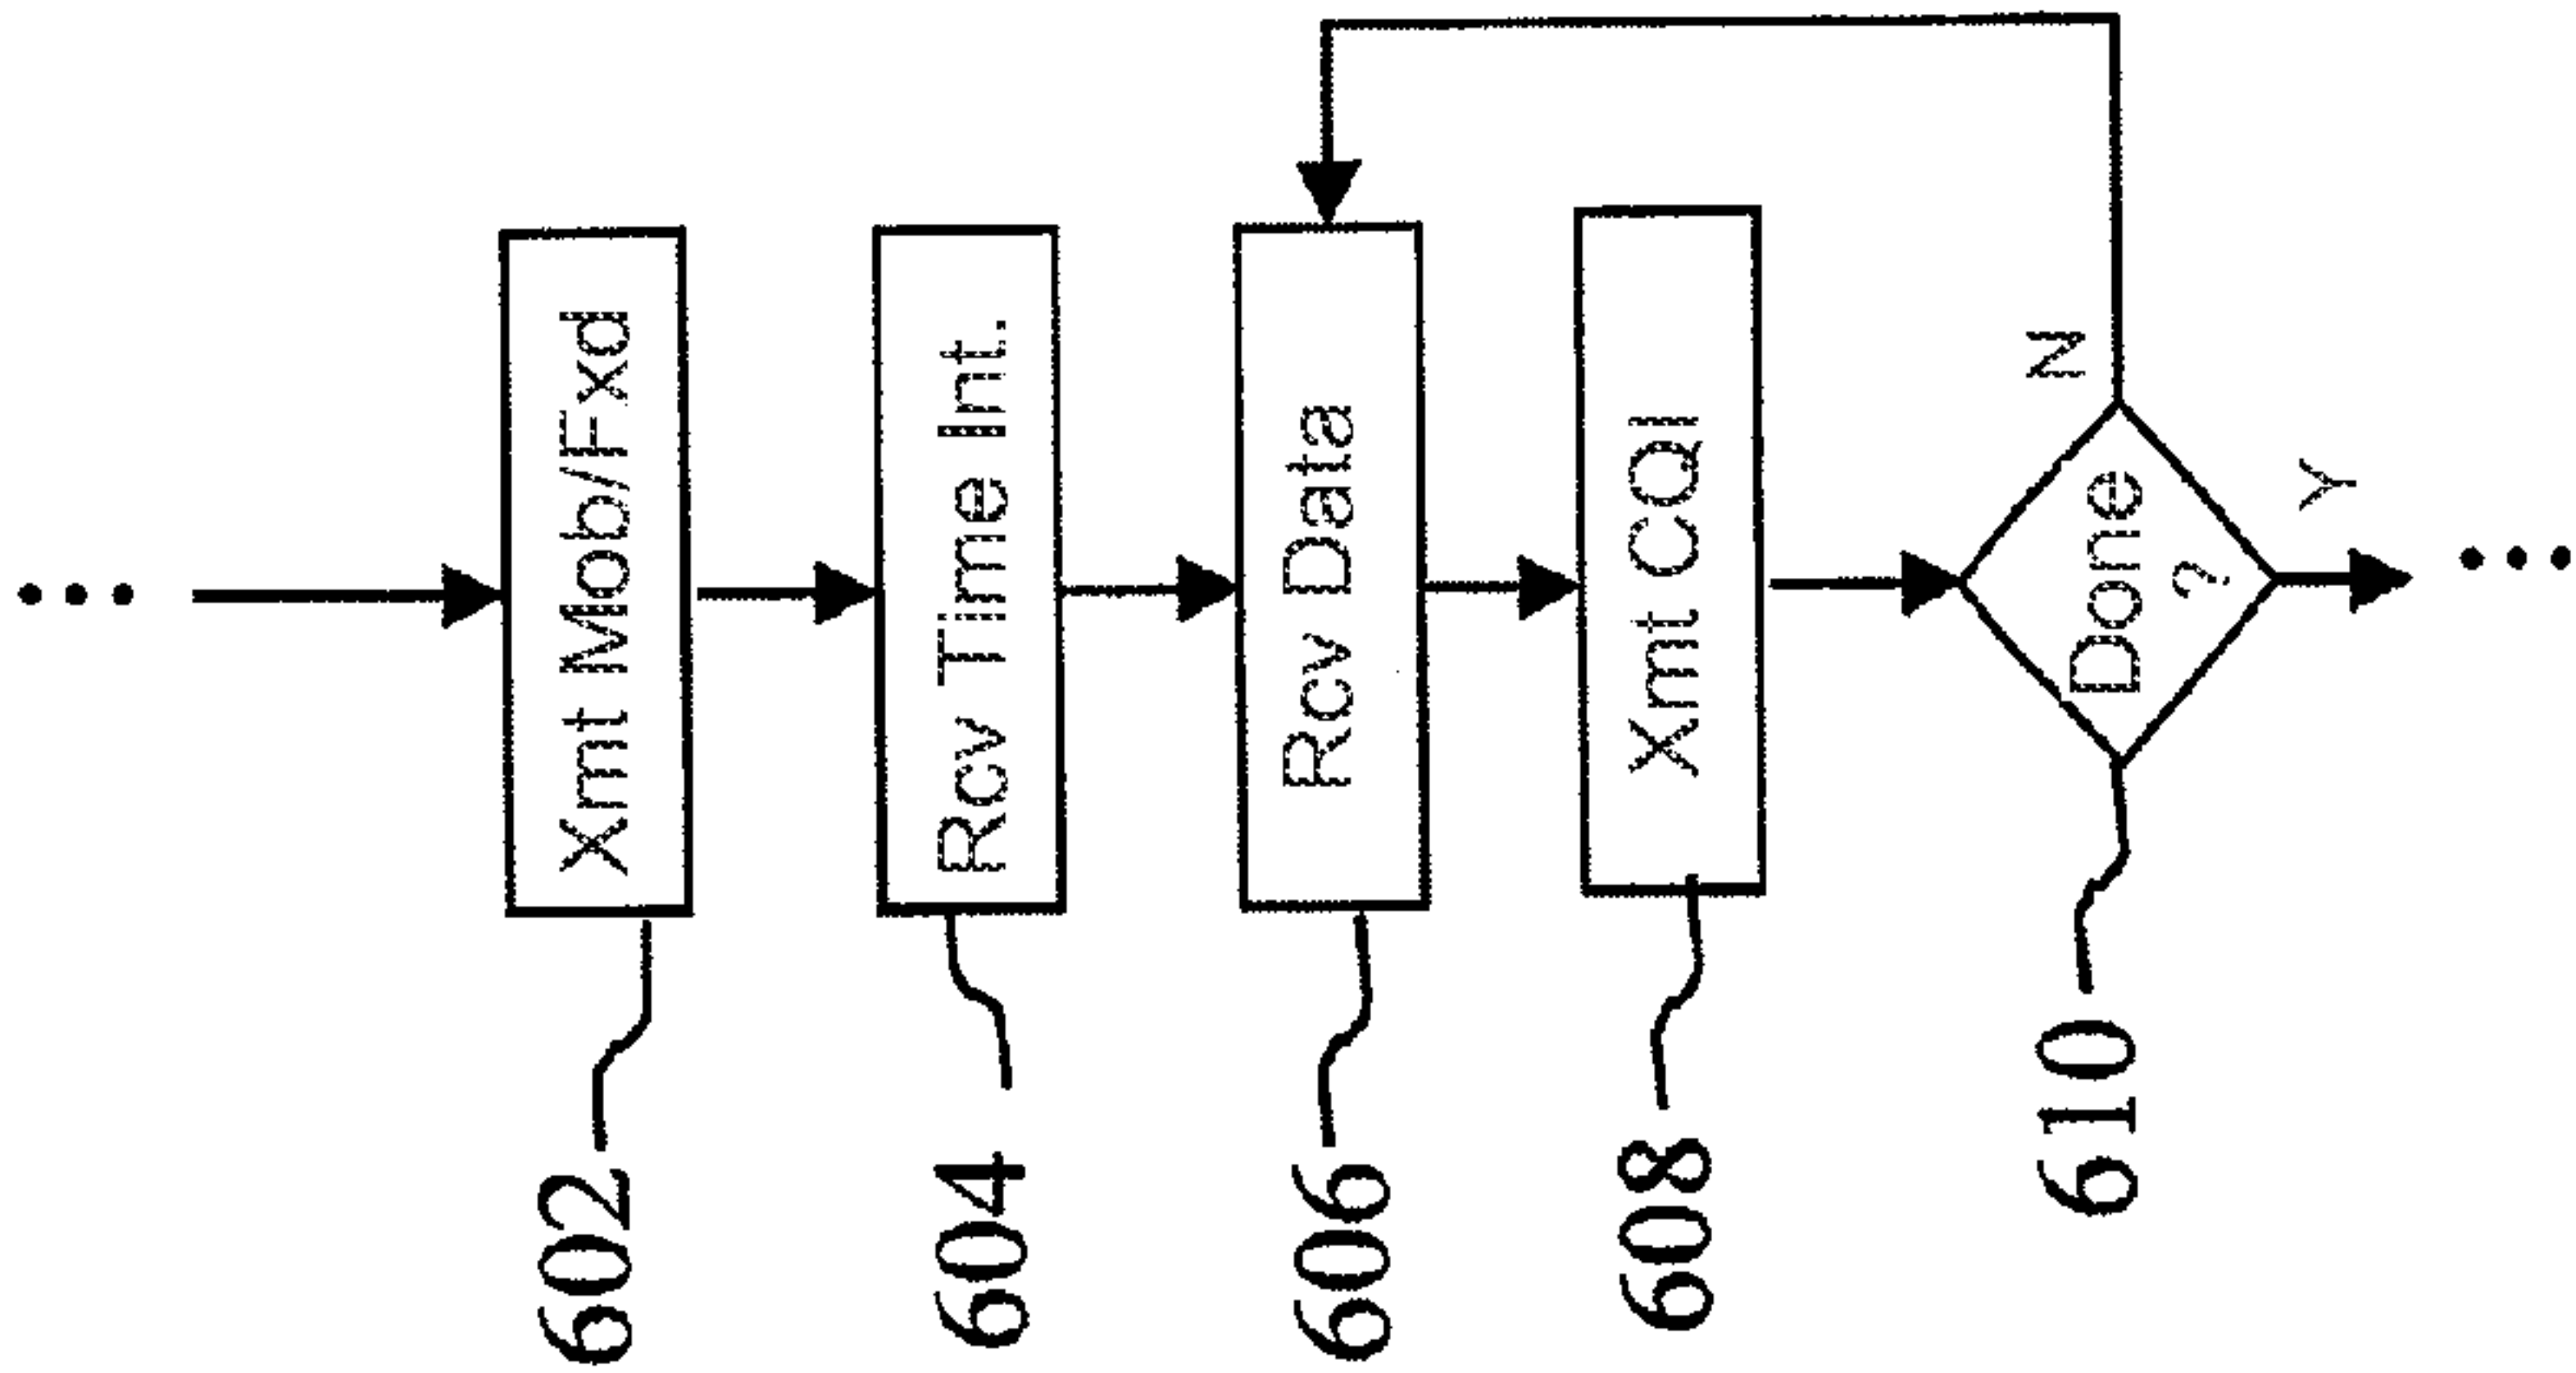 602
Xmt Mob/Fxd
604
Rcv Time Int.
606
Rcv Data
608
Xmt CQI
610
Done
?
N
Y